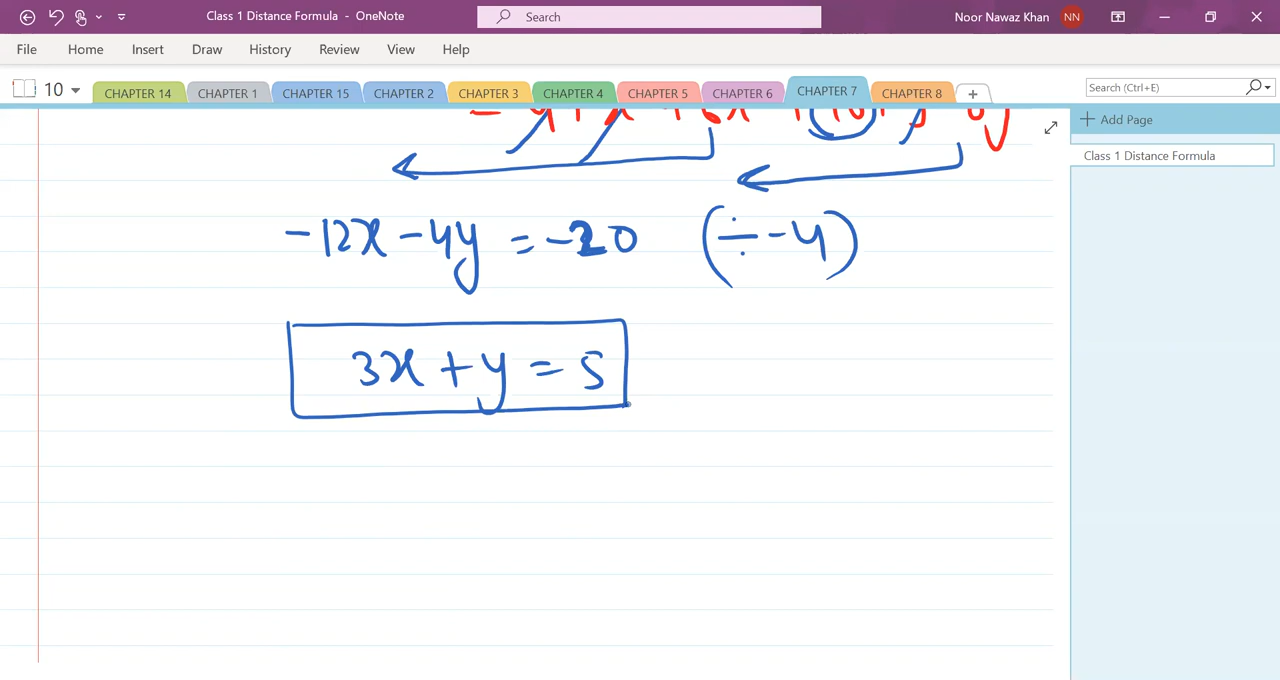 Class 1 Distance Formula - OneNote
Search
Noor Nawaz Khan NN
File Home Insert Draw History Review View Help
10 CHAPTER 14 CHAPTER 1 CHAPTER 15 CHAPTER 2 CHAPTER 3 CHAPTER 4 CHAPTER 5 CHAPTER 6 CHAPTER 7 CHAPTER 8 +
Search (Ctrl+E)
Add Page
Class 1 Distance Formula
-12x - 4y = -20 (÷ -4)
3x + y = 5